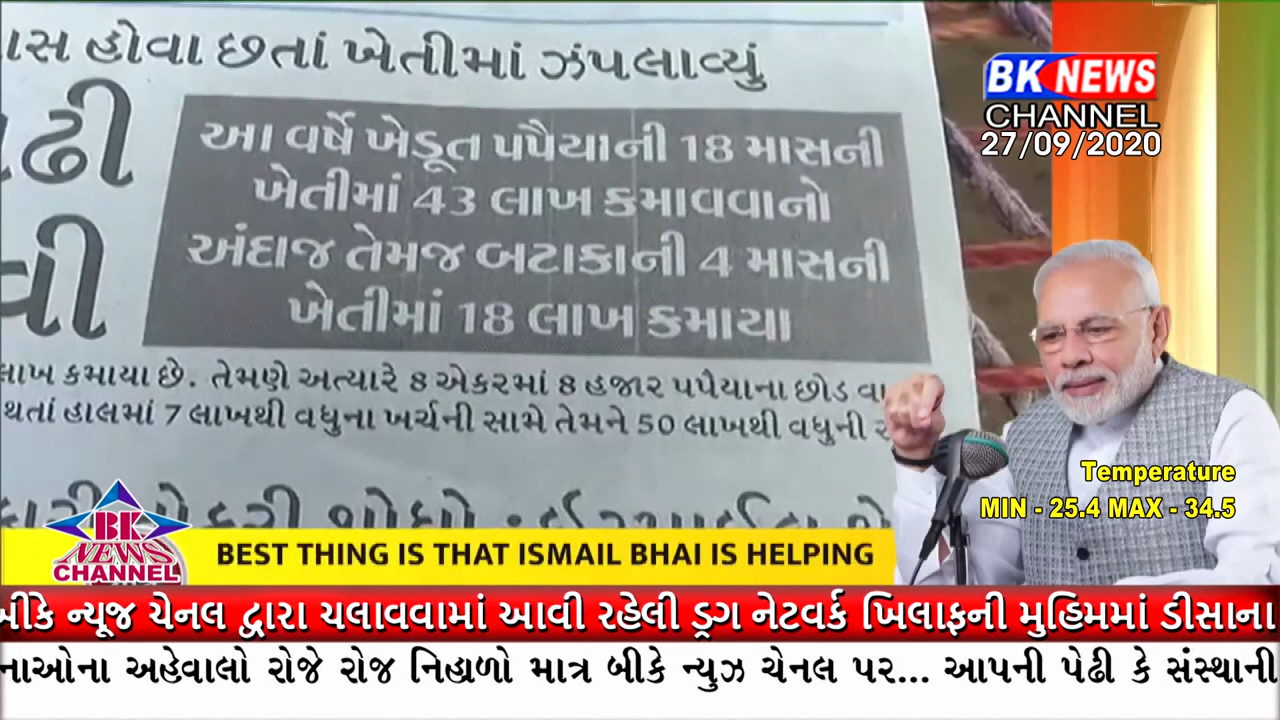 હોવા છતાં ખેતીમાં ઝંપલાવ્યું
આ વર્ષે ખેડૂત પપૈયાની 18 માસની
ખેતીમાં 43 લાખ કમાવવાનો
અંદાજ તેમજ બટાકાની 4 માસની
ખેતીમાં 18 લાખ કમાયા
લાખ કમાયા છે. તેમણે અત્યારે 8 એકરમાં 8 હજાર પપૈયાના છોડ
થતાં હાલમાં 7 લાખથી વધુના ખર્ચની સામે તેમને 50 લાખથી વધુની
BK NEWS
CHANNEL
27/09/2020
Temperature
MIN - 25.4 MAX - 34.5
BK
NEWS
CHANNEL
BEST THING IS THAT ISMAIL BHAI IS HELPING
ન્યૂજ ચેનલ દ્વારા ચલાવવામાં આવી રહેલી ડ્રગ નેટવર્ક ખિલાફની મુહિમમાં ડીસાના
અહેવાલો રોજે રોજ નિહાળો માત્ર બીકે ન્યુઝ ચેનલ પર... આપની પેઢી કે સંસ્થાની